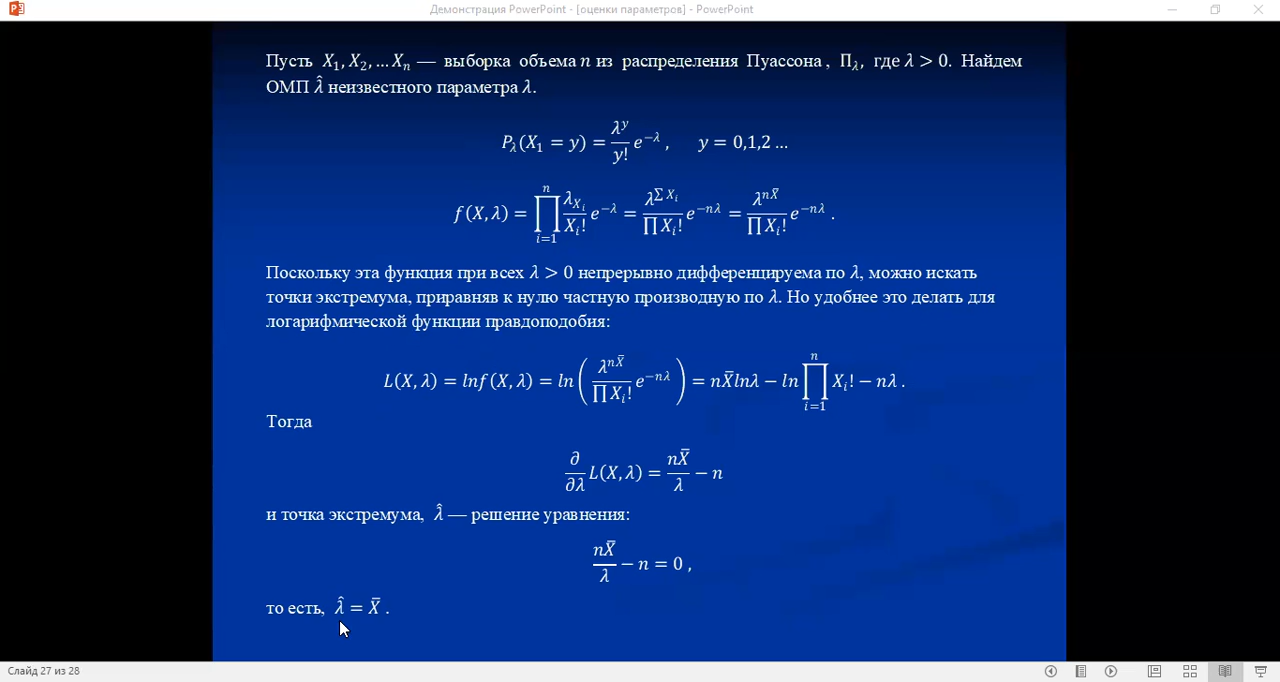 Демонстрация PowerPoint - [оценки параметров] - PowerPoint
Пусть X₁, X₂, … Xₙ — выборка объема n из распределения Пуассона , Π_λ, где λ > 0. Найдем
ОМП λ̂ неизвестного параметра λ.
P_λ(X₁ = y) = λ^y / y! e^{−λ} , y = 0,1,2 …
f(X, λ) = ∏_{i=1}^{n} λ_{X_i} / X_i! e^{−λ} = λ^{∑ X_i} / ∏ X_i! e^{−nλ} = λ^{nX̄} / ∏ X_i! e^{−nλ} .
Поскольку эта функция при всех λ > 0 непрерывно дифференцируема по λ, можно искать
точки экстремума, приравняв к нулю частную производную по λ. Но удобнее это делать для
логарифмической функции правдоподобия:
L(X, λ) = lnf(X, λ) = ln( λ^{nX̄} / ∏ X_i! e^{−nλ} ) = nX̄lnλ − ln ∏_{i=1}^{n} X_i! − nλ .
Тогда
∂/∂λ L(X, λ) = nX̄/λ − n
и точка экстремума, λ̂ — решение уравнения:
nX̄/λ − n = 0 ,
то есть, λ̂ = X̄ .
Слайд 27 из 28